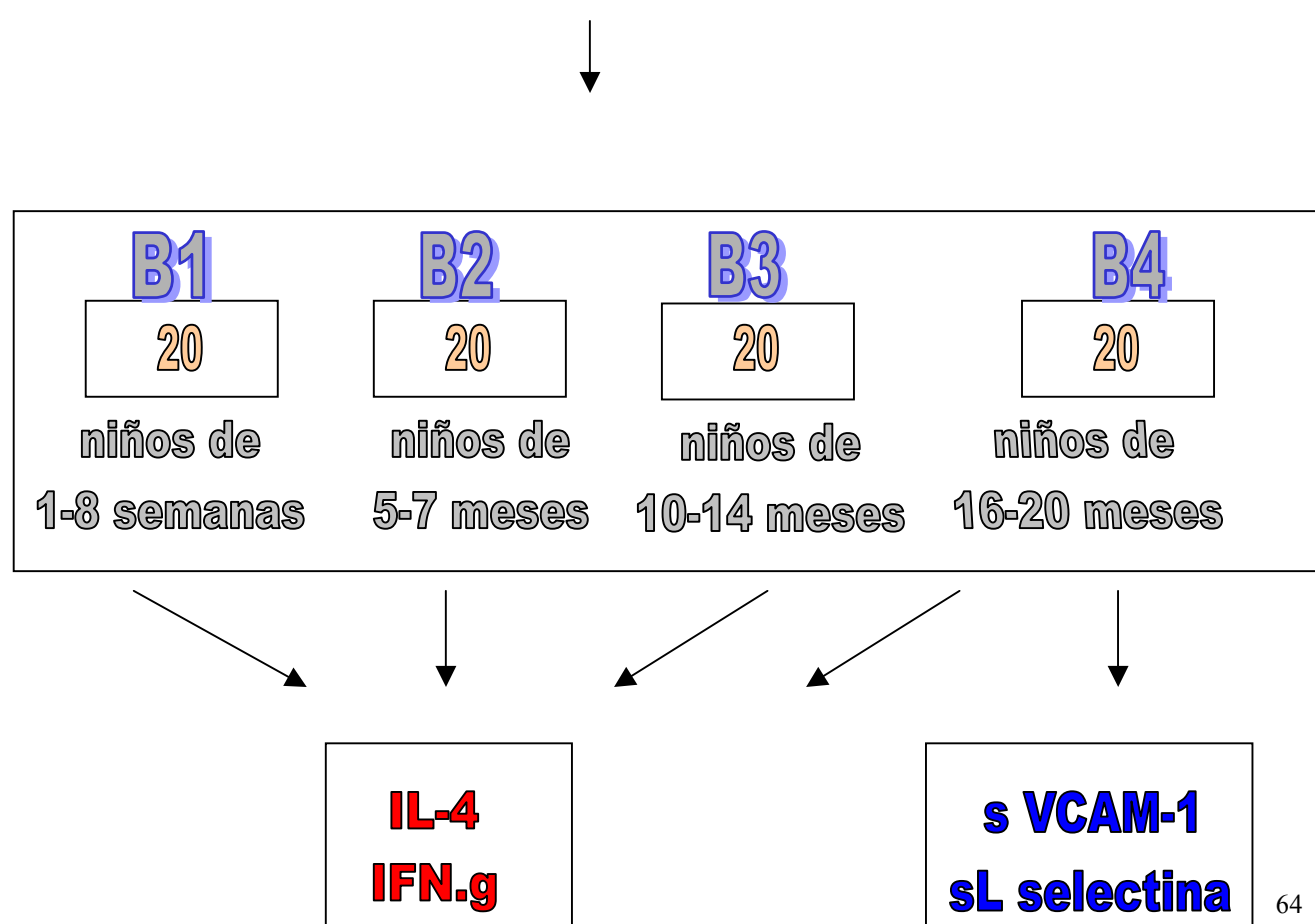 B1 B2 B3 B4
20 20 20 20
niños de niños de niños de niños de
1-8 semanas 5-7 meses 10-14 meses 16-20 meses
IL-4 s VCAM-1
IFN.g sL selectina
64